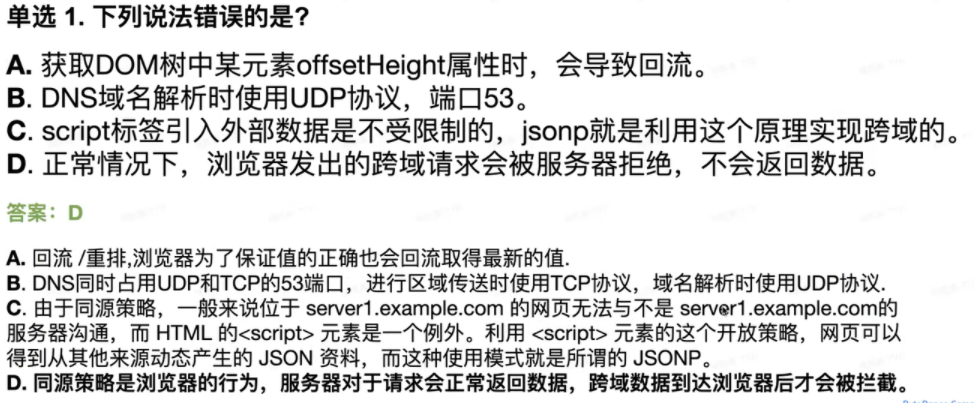 单选 1. 下列说法错误的是?
A. 获取DOM树中某元素offsetHeight属性时，会导致回流。
B. DNS域名解析时使用UDP协议，端口53。
C. script标签引入外部数据是不受限制的，jsonp就是利用这个原理实现跨域的。
D. 正常情况下，浏览器发出的跨域请求会被服务器拒绝，不会返回数据。
答案：D
A. 回流 /重排,浏览器为了保证值的正确也会回流取得最新的值.
B. DNS同时占用UDP和TCP的53端口，进行区域传送时使用TCP协议，域名解析时使用UDP协议.
C. 由于同源策略，一般来说位于 server1.example.com 的网页无法与不是 server1.example.com的
服务器沟通，而 HTML 的<script> 元素是一个例外。利用 <script> 元素的这个开放策略，网页可以
得到从其他来源动态产生的 JSON 资料，而这种使用模式就是所谓的 JSONP。
D. 同源策略是浏览器的行为，服务器对于请求会正常返回数据，跨域数据到达浏览器后才会被拦截。